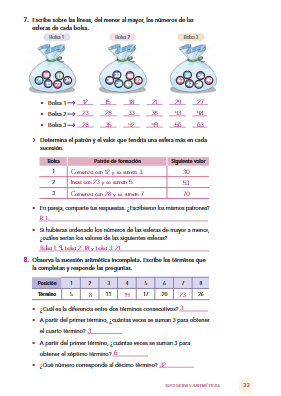 7. Escribe sobre las líneas, del menor al mayor, los números de las
esferas de cada bolsa.
Bolsa 1 Bolsa 2 Bolsa 3
• Bolsa 1 → 12 15 18 21 24 27
• Bolsa 2 → 23 28 33 38 43 48
• Bolsa 3 → 28 35 42 49 56 63
› Determina el patrón y el valor que tendría una esfera más en cada
sucesión.
Bolsa Patrón de formación Siguiente valor
1 Comienza con 12 y se suman 3. 30
2 Inicia con 23 y se suman 5. 53
3 Comienza con 28 y se suman 7. 70
• En pareja, comparte tus respuestas. ¿Escribieron los mismos patrones?
R. L.
• Si hubieras ordenado los números de las esferas de mayor a menor,
¿cuáles serían los valores de las siguientes esferas?
Bolsa 1: 9, bolsa 2: 18 y bolsa 3: 21
8. Observa la sucesión aritmética incompleta. Escribe los términos que
la completan y responde las preguntas.
Posición 1 2 3 4 5 6 7 8
Término 5 8 11 14 17 20 23 26
• ¿Cuál es la diferencia entre dos términos consecutivos? 3
• A partir del primer término, ¿cuántas veces se suman 3 para obtener
el cuarto término? 3
• A partir del primer término, ¿cuántas veces se suman 3 para
obtener el séptimo término? 6
• ¿Qué número corresponde al décimo término? 32
SUCESIONES ARITMÉTICAS 33